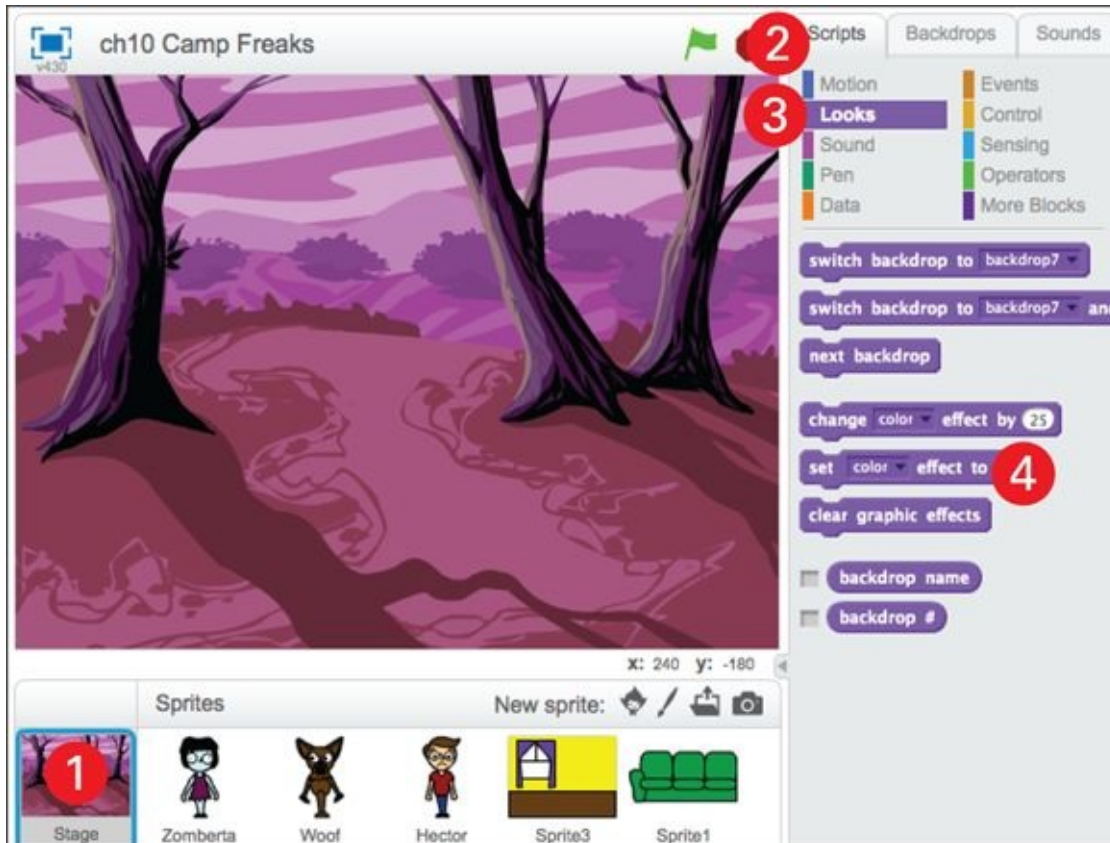 ch10 Camp Freaks
v430
2
Scripts
Backdrops
Sounds
Motion
Events
3
Looks
Control
Sound
Sensing
Pen
Operators
Data
More Blocks
switch backdrop to backdrop7
switch backdrop to backdrop7
next backdrop
change color effect by 25
set color effect to
4
clear graphic effects
backdrop name
backdrop #
x: 240 y: -180
Sprites
New sprite:
1
Stage
Zomberta
Woof
Hector
Sprite3
Sprite1